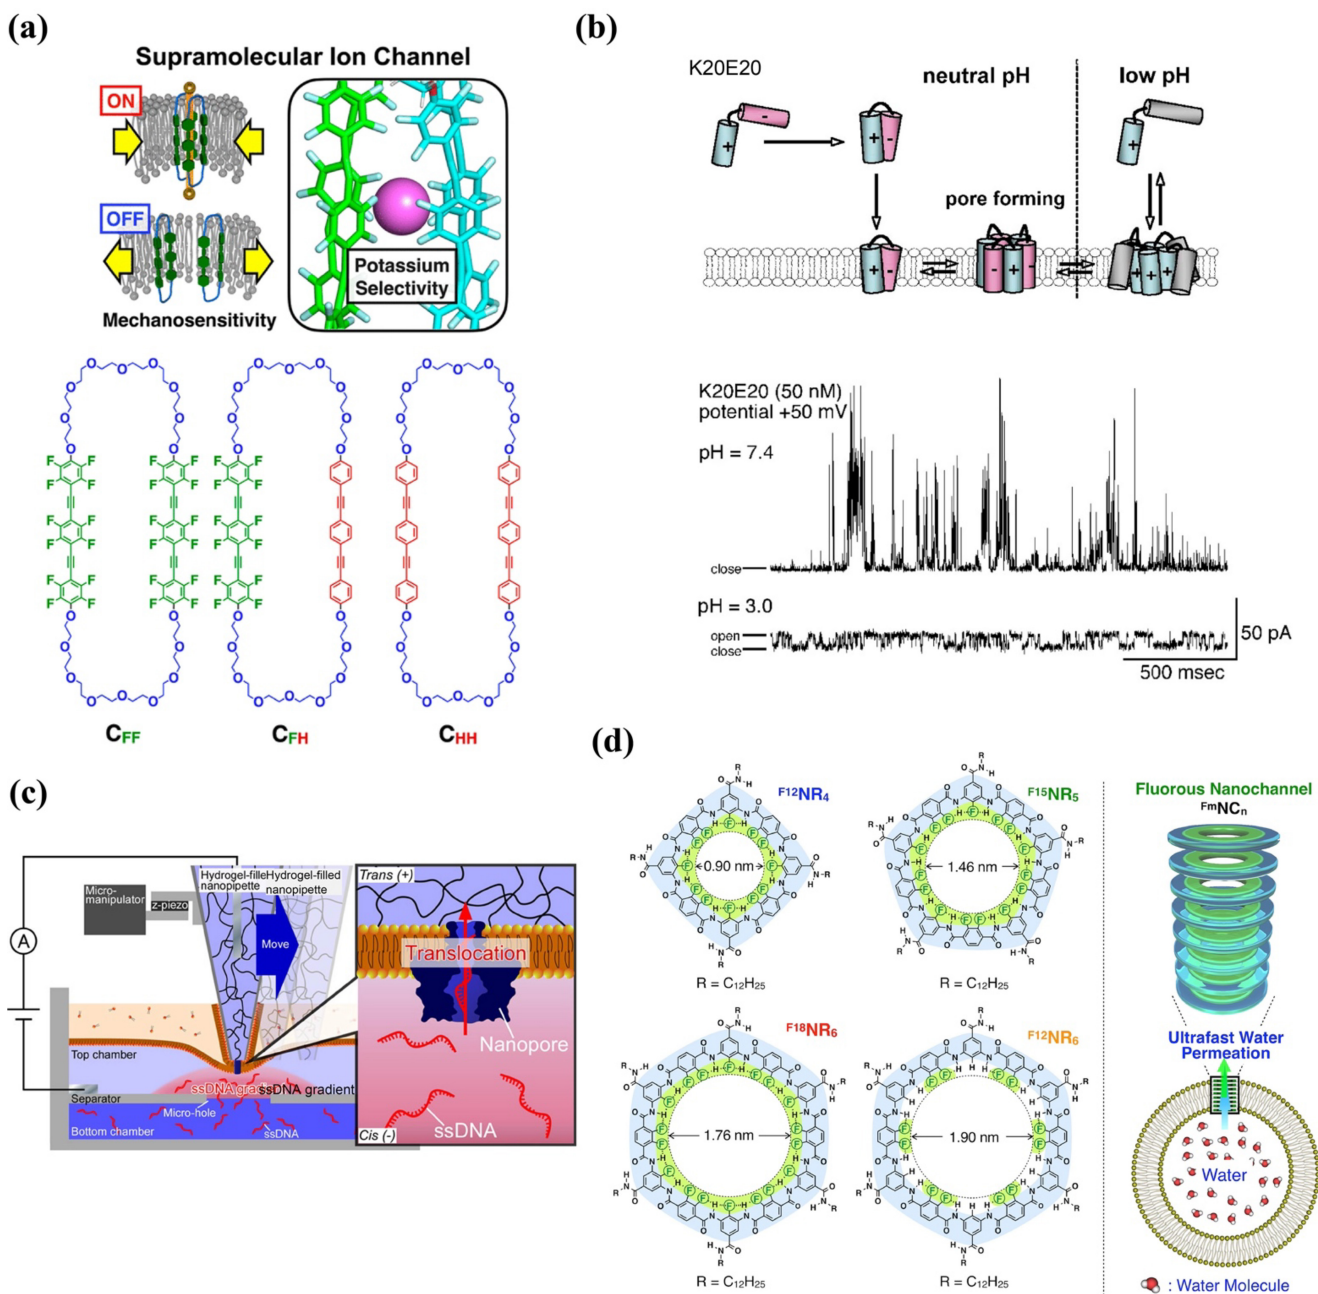 (a)
Supramolecular Ion Channel
ON
OFF
Mechanosensitivity
Potassium
Selectivity
C_FF
C_FH
C_HH
(b)
K20E20
neutral pH
low pH
pore forming
K20E20 (50 nM)
potential +50 mV
pH = 7.4
close
pH = 3.0
open
close
50 pA
500 msec
(c)
Micro-
manipulator
z-piezo
Hydrogel-filled
nanopipette
Hydrogel-filled
nanopipette
Move
A
Top chamber
ssDNA gradient
Separator
Micro-hole
Bottom chamber
ssDNA
Trans (+)
Translocation
Nanopore
ssDNA
Cis (-)
(d)
F12NR4
0.90 nm
R = C12H25
F15NR5
1.46 nm
R = C12H25
F18NR6
1.76 nm
R = C12H25
F12NR6
1.90 nm
R = C12H25
Fluorous Nanochannel
FmNCn
Ultrafast Water
Permeation
Water
: Water Molecule